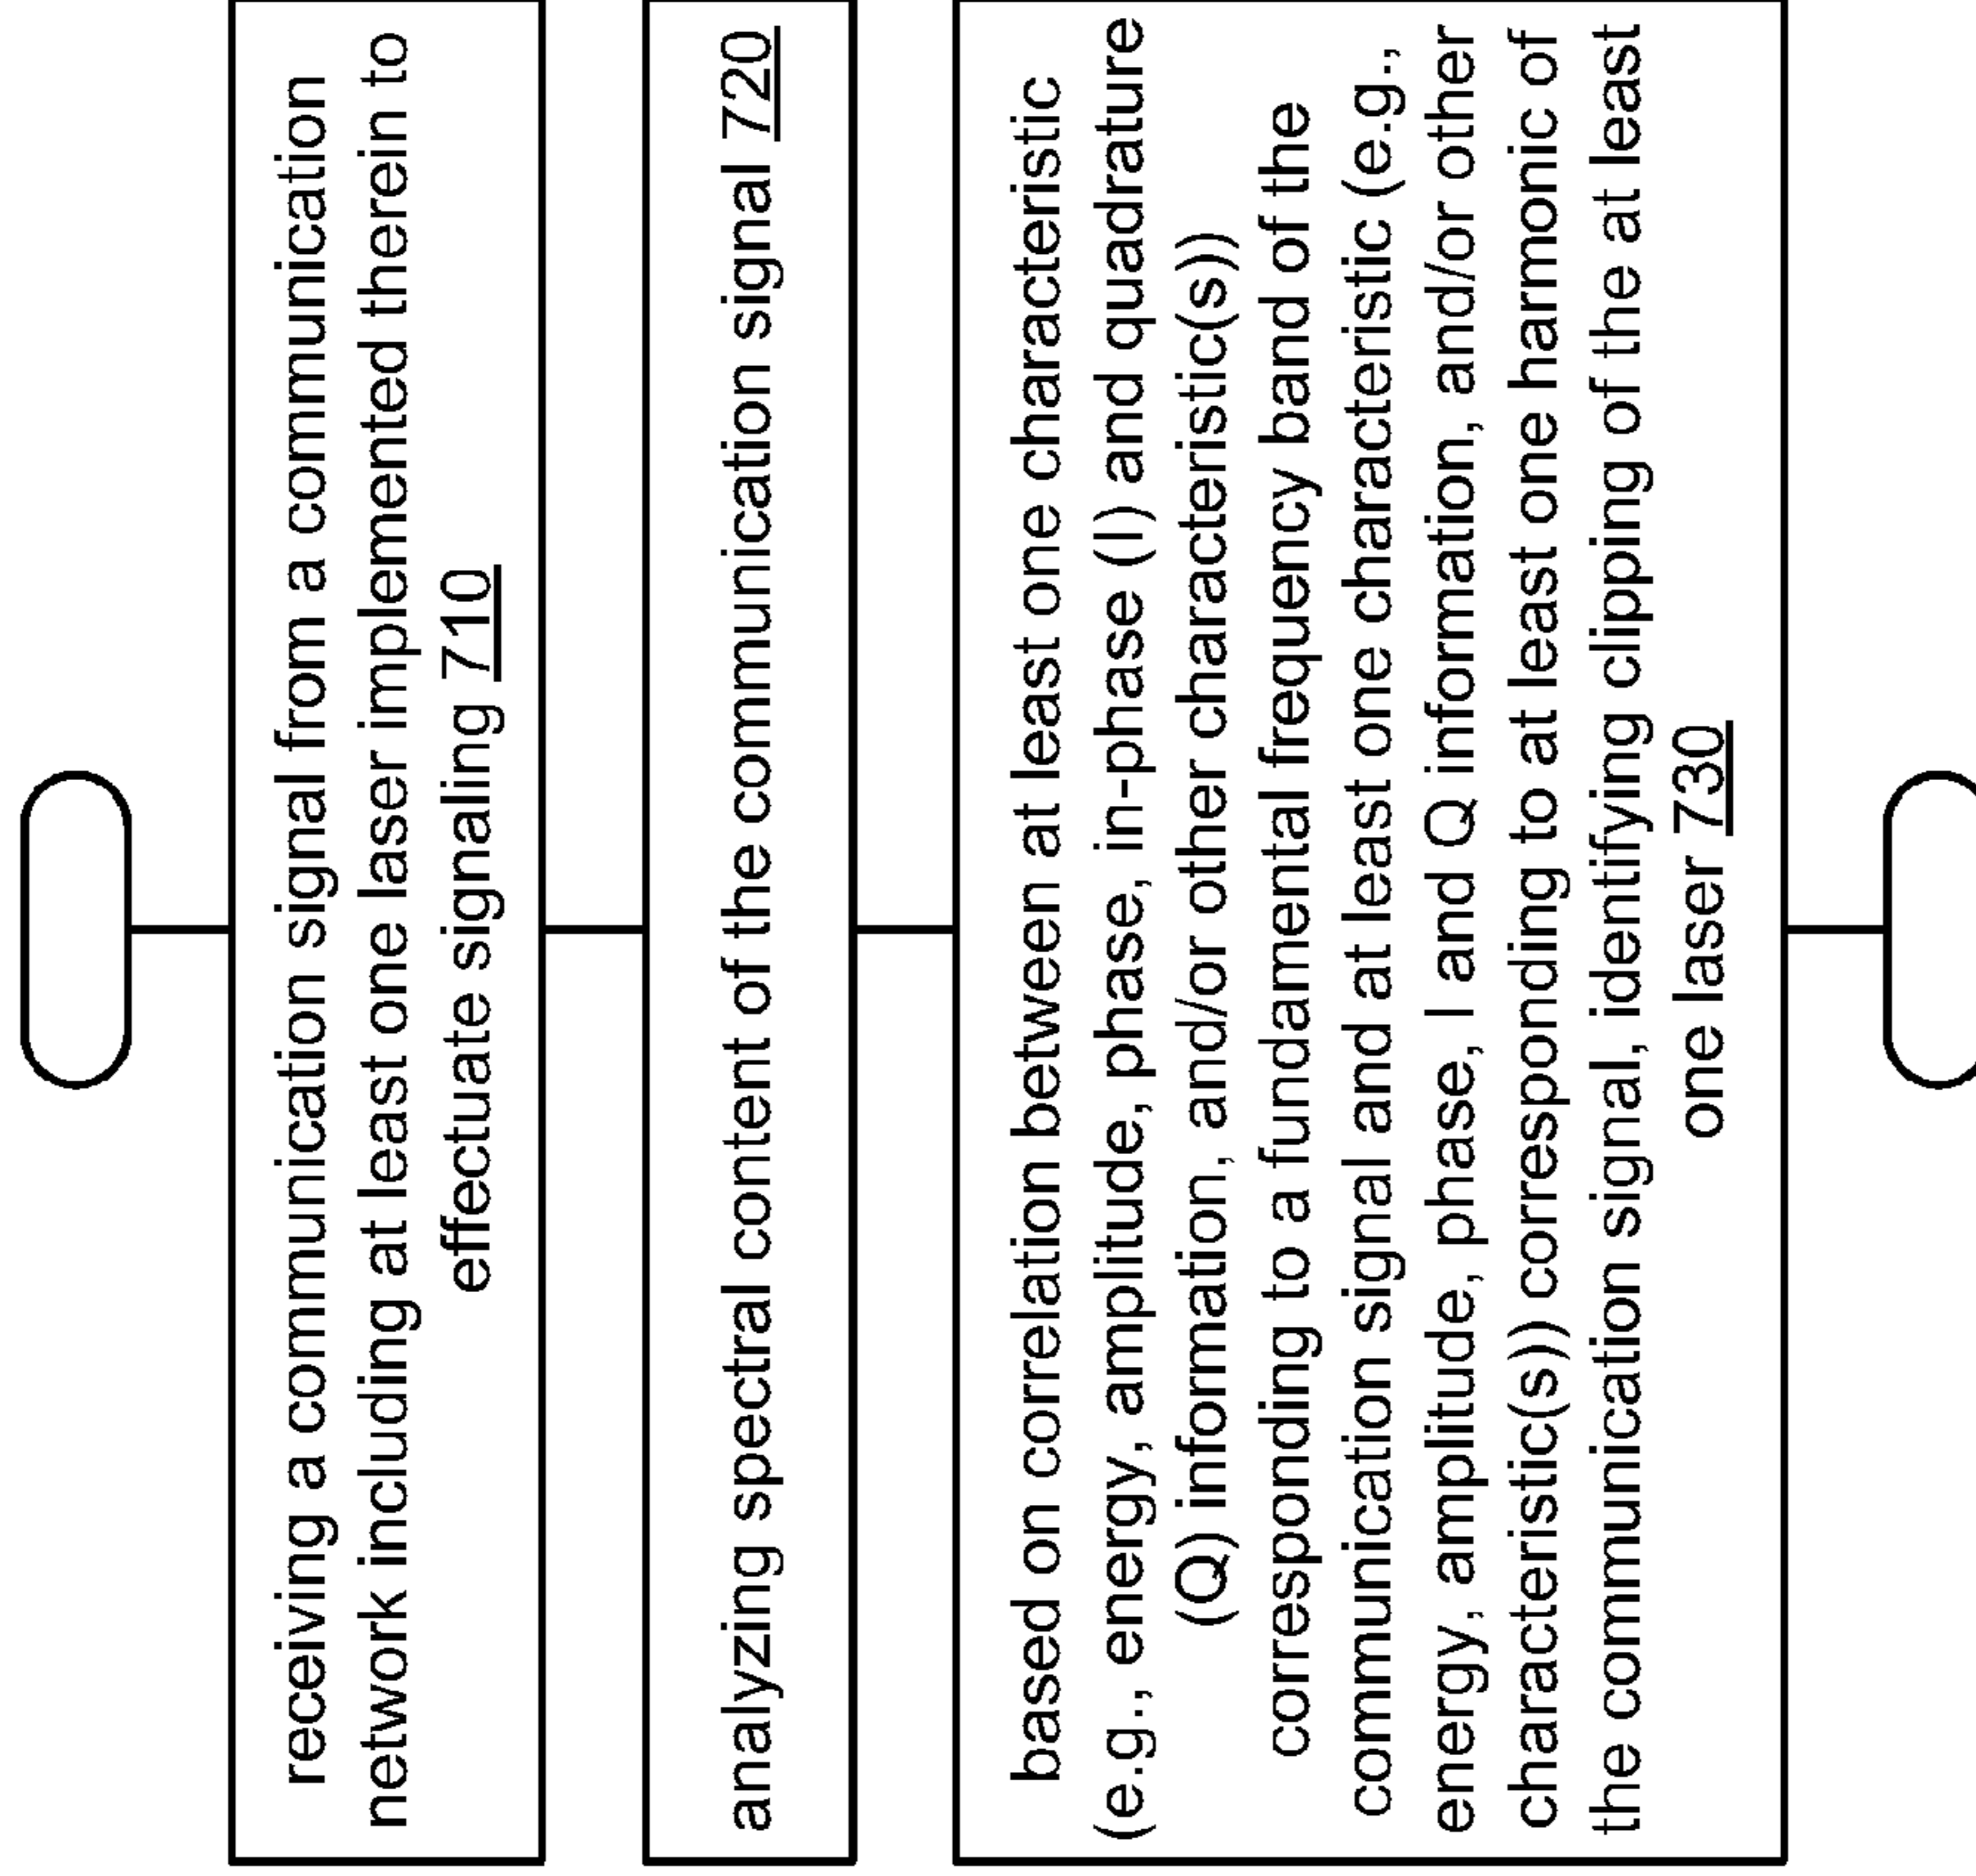 receiving a communication signal from a communication
network including at least one laser implemented therein to
effectuate signaling 710
analyzing spectral content of the communication signal 720
based on correlation between at least one characteristic
(e.g., energy, amplitude, phase, in-phase (I) and quadrature
(Q) information, and/or other characteristic(s))
corresponding to a fundamental frequency band of the
communication signal and at least one characteristic (e.g.,
energy, amplitude, phase, I and Q information, and/or other
characteristic(s)) corresponding to at least one harmonic of
the communication signal, identifying clipping of the at least
one laser 730